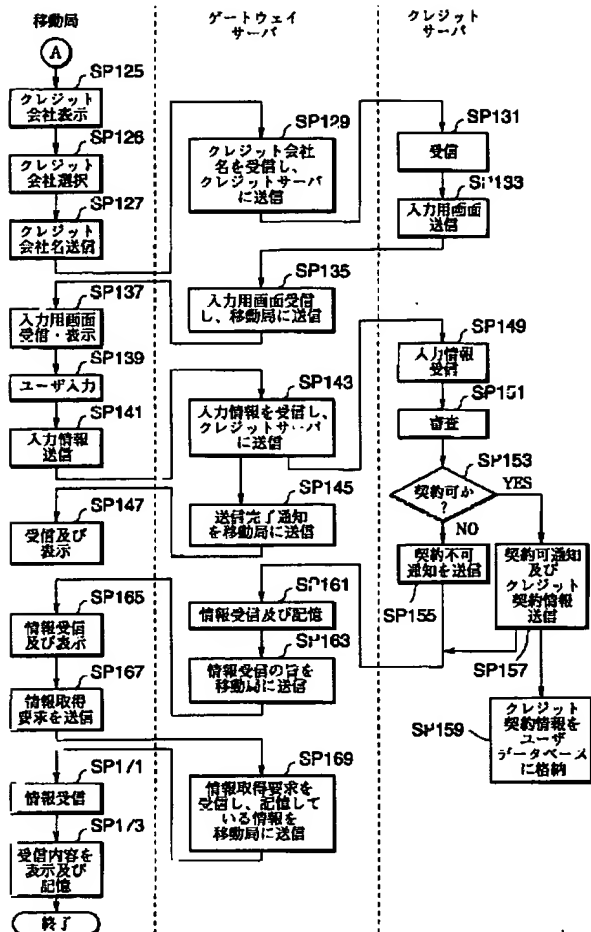 移動局
ゲートウェイ
サーバ
クレジット
サーバ
A
SP125
クレジット
会社表示
SP126
クレジット
会社選択
SP127
クレジット
会社名送信
SP129
クレジット会社
名を受信し、
クレジットサーバ
に送信
SP131
受信
SP133
入力用画面
送信
SP135
入力用画面受信
し、移動局に送信
SP137
入力用画面
受信・表示
SP139
ユーザ入力
SP141
入力情報
送信
SP143
入力情報を受信し、
クレジットサーバ
に送信
SP145
送信完了通知
を移動局に送信
SP147
受信及び
表示
SP149
入力情報
受信
SP151
審査
SP153
契約可か
?
YES
NO
契約不可
通知を送信
SP155
契約可通知
及び
クレジット
契約情報
送信
SP157
SP159
クレジット
契約情報を
ユーザ
データベース
に格納
SP161
情報受信及び記憶
SP163
情報受信の旨を
移動局に送信
SP165
情報受信
及び表示
SP167
情報取得
要求を送信
SP169
情報取得要求を
受信し、記憶して
いる情報を
移動局に送信
SP171
情報受信
SP173
受信内容を
表示及び
記憶
終了